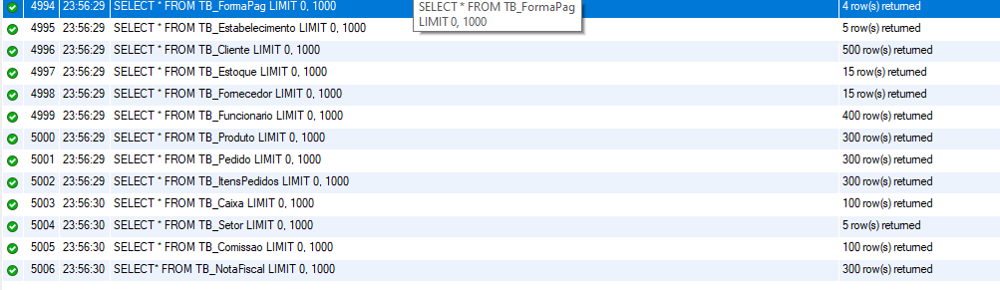 4994 23:56:29 SELECT * FROM TB_FormaPag LIMIT 0, 1000 4 row(s) returned
SELECT * FROM TB_FormaPag
LIMIT 0, 1000
4995 23:56:29 SELECT * FROM TB_Estabelecimento LIMIT 0, 1000 5 row(s) returned
4996 23:56:29 SELECT * FROM TB_Cliente LIMIT 0, 1000 500 row(s) returned
4997 23:56:29 SELECT * FROM TB_Estoque LIMIT 0, 1000 15 row(s) returned
4998 23:56:29 SELECT * FROM TB_Fornecedor LIMIT 0, 1000 15 row(s) returned
4999 23:56:29 SELECT * FROM TB_Funcionario LIMIT 0, 1000 400 row(s) returned
5000 23:56:29 SELECT * FROM TB_Produto LIMIT 0, 1000 300 row(s) returned
5001 23:56:29 SELECT * FROM TB_Pedido LIMIT 0, 1000 300 row(s) returned
5002 23:56:29 SELECT * FROM TB_ItensPedidos LIMIT 0, 1000 300 row(s) returned
5003 23:56:30 SELECT * FROM TB_Caixa LIMIT 0, 1000 100 row(s) returned
5004 23:56:30 SELECT * FROM TB_Setor LIMIT 0, 1000 5 row(s) returned
5005 23:56:30 SELECT * FROM TB_Comissao LIMIT 0, 1000 100 row(s) returned
5006 23:56:30 SELECT* FROM TB_NotaFiscal LIMIT 0, 1000 300 row(s) returned